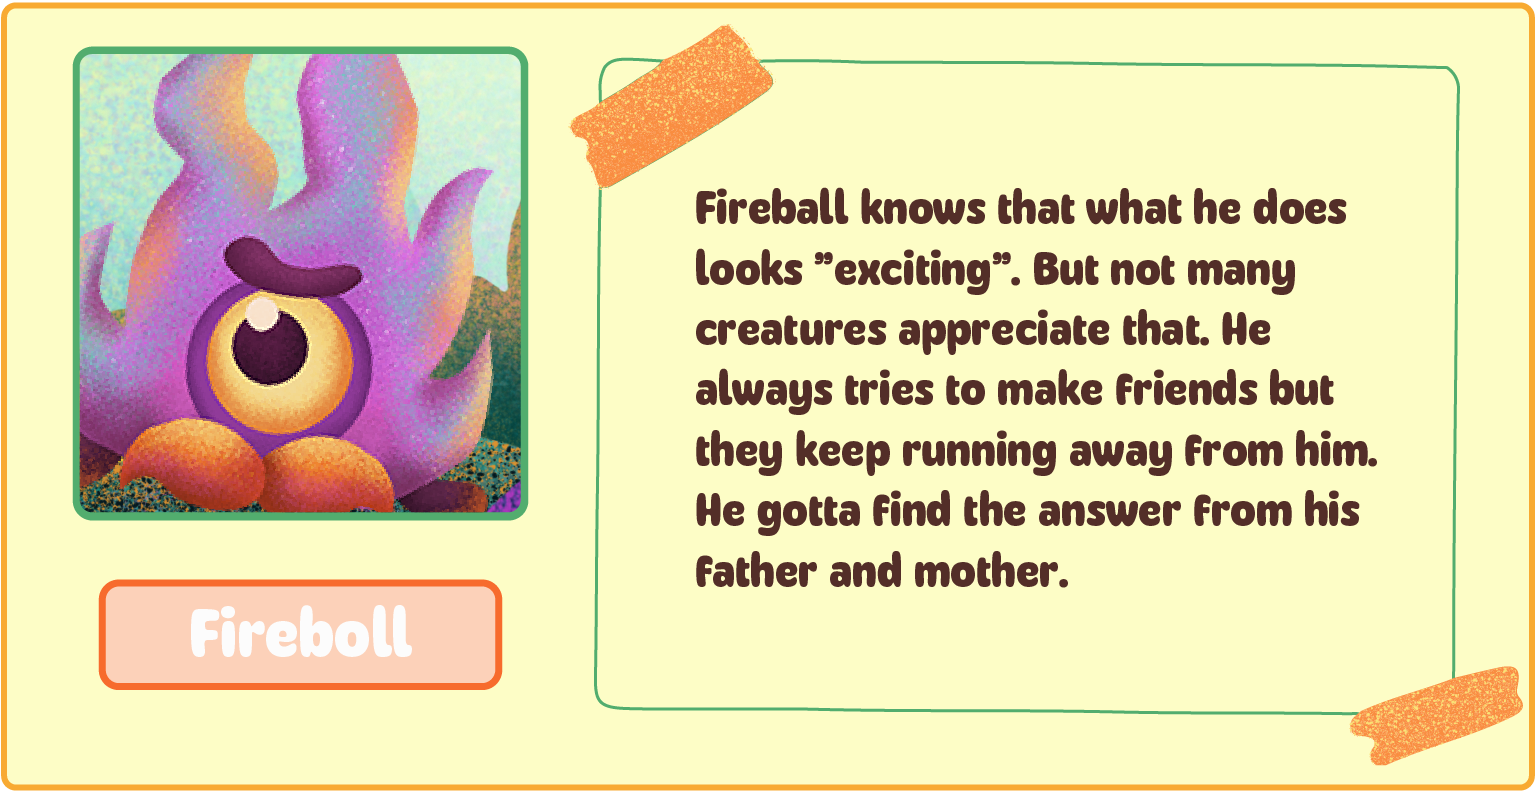 Fireball knows that what he does
looks ”exciting”. But not many
creatures appreciate that. He
always tries to make friends but
they keep running away from him.
He gotta find the answer from his
father and mother.
Fireboll